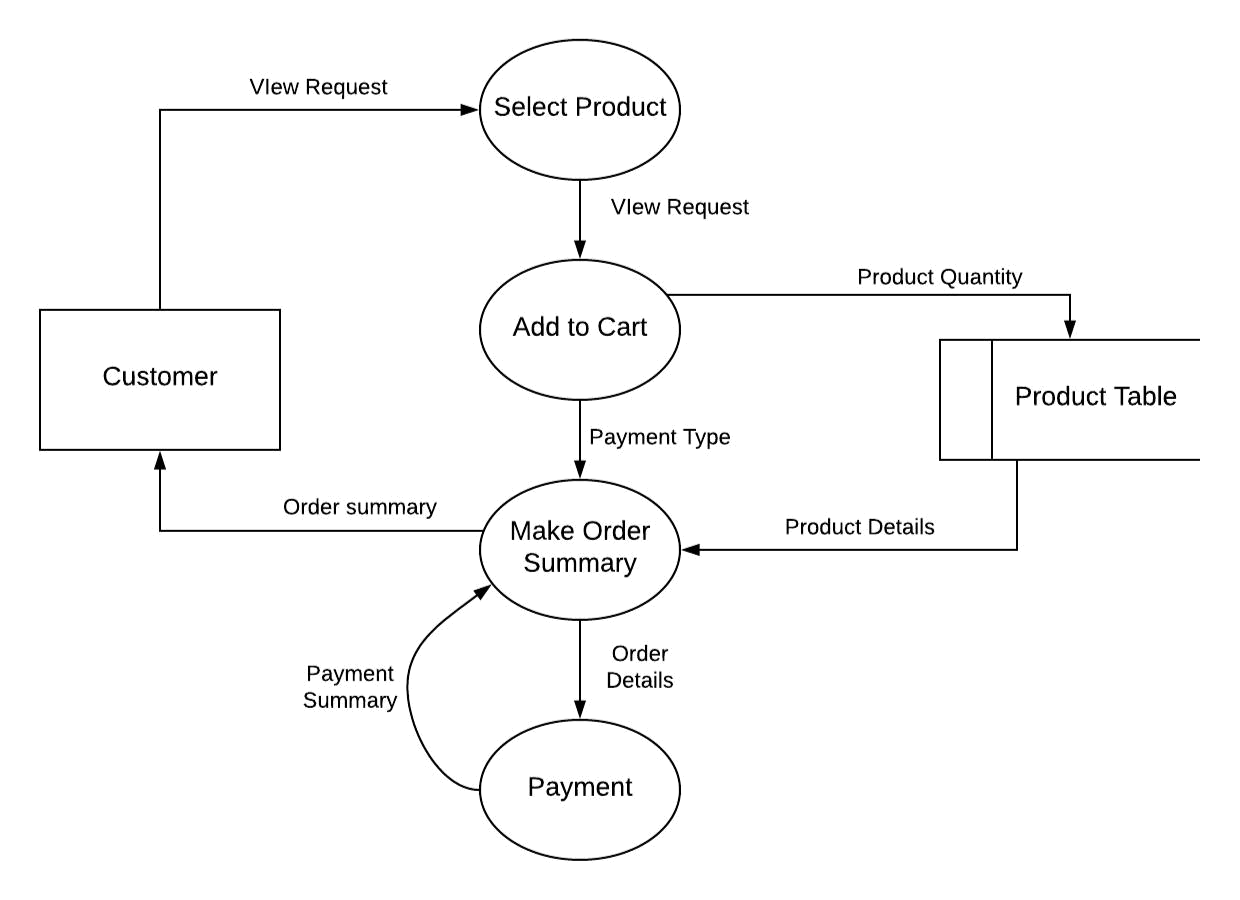 VIew Request
Select Product
VIew Request
Product Quantity
Add to Cart
Customer
Product Table
Payment Type
Order summary
Make Order
Summary
Product Details
Order
Details
Payment
Summary
Payment